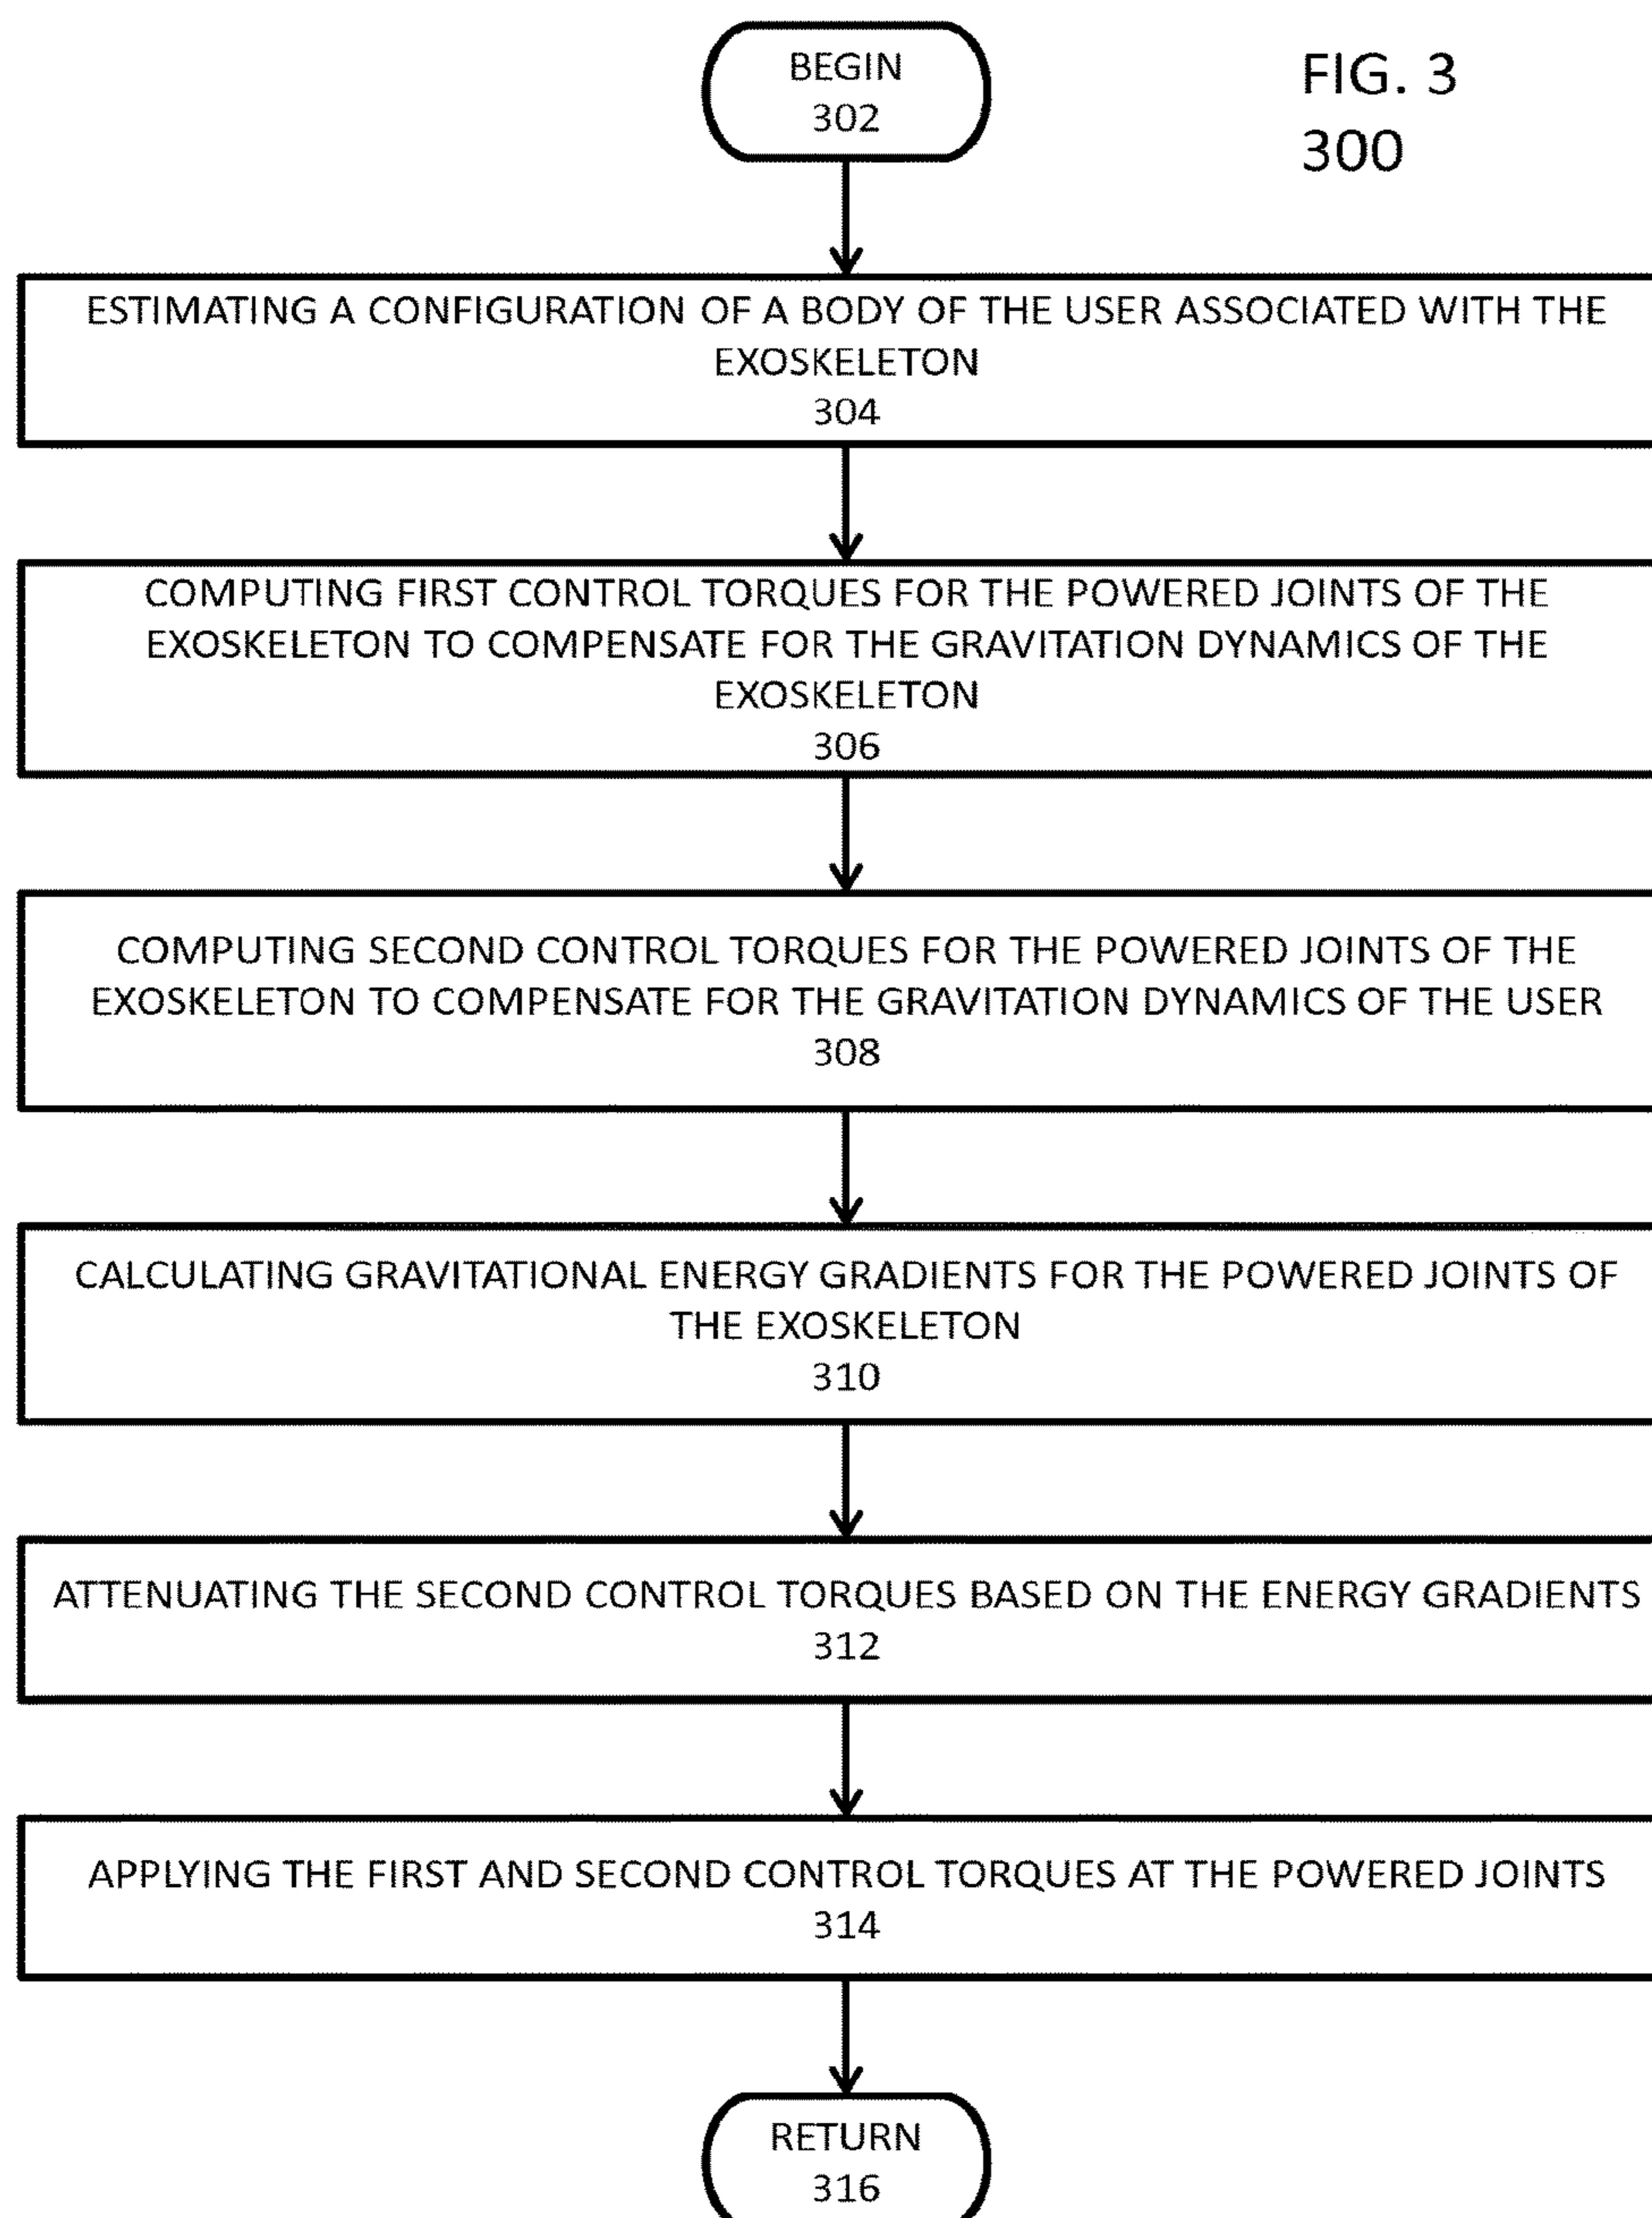 BEGIN
302
FIG. 3
300
ESTIMATING A CONFIGURATION OF A BODY OF THE USER ASSOCIATED WITH THE
EXOSKELETON
304
COMPUTING FIRST CONTROL TORQUES FOR THE POWERED JOINTS OF THE
EXOSKELETON TO COMPENSATE FOR THE GRAVITATION DYNAMICS OF THE
EXOSKELETON
306
COMPUTING SECOND CONTROL TORQUES FOR THE POWERED JOINTS OF THE
EXOSKELETON TO COMPENSATE FOR THE GRAVITATION DYNAMICS OF THE USER
308
CALCULATING GRAVITATIONAL ENERGY GRADIENTS FOR THE POWERED JOINTS OF
THE EXOSKELETON
310
ATTENUATING THE SECOND CONTROL TORQUES BASED ON THE ENERGY GRADIENTS
312
APPLYING THE FIRST AND SECOND CONTROL TORQUES AT THE POWERED JOINTS
314
RETURN
316